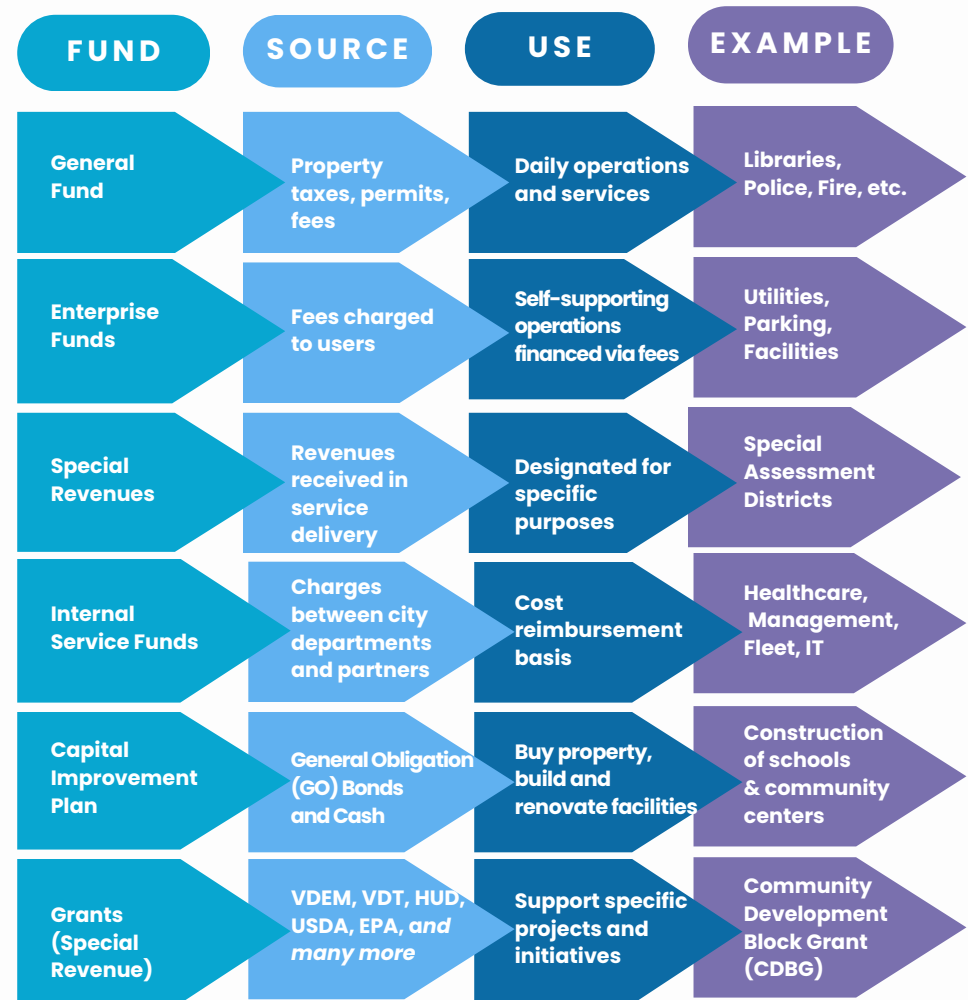 FUND
SOURCE
USE
EXAMPLE
General
Fund
Property
taxes, permits,
fees
Daily operations
and services
Libraries,
Police, Fire, etc.
Enterprise
Funds
Fees charged
to users
Self-supporting
operations
financed via fees
Utilities,
Parking,
Facilities
Special
Revenues
Revenues
received in
service
delivery
Designated for
specific
purposes
Special
Assessment
Districts
Internal
Service Funds
Charges
between city
departments
and partners
Cost
reimbursement
basis
Healthcare,
Management,
Fleet, IT
Capital
Improvement
Plan
General Obligation
(GO) Bonds
and Cash
Buy property,
build and
renovate facilities
Construction
of schools
& community
centers
Grants
(Special
Revenue)
VDEM, VDT, HUD,
USDA, EPA, and
many more
Support specific
projects and
initiatives
Community
Development
Block Grant
(CDBG)